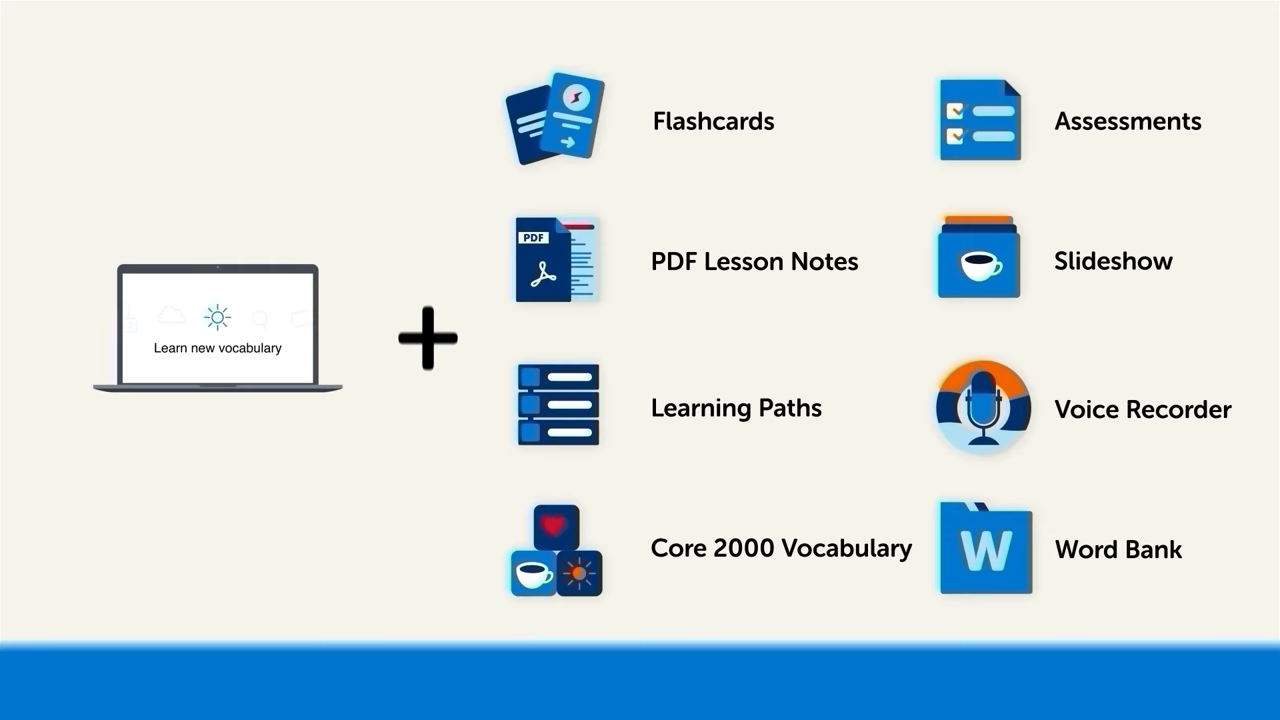 Flashcards
Assessments
PDF
PDF Lesson Notes
Slideshow
Learn new vocabulary
Learning Paths
Voice Recorder
Core 2000 Vocabulary
W
Word Bank